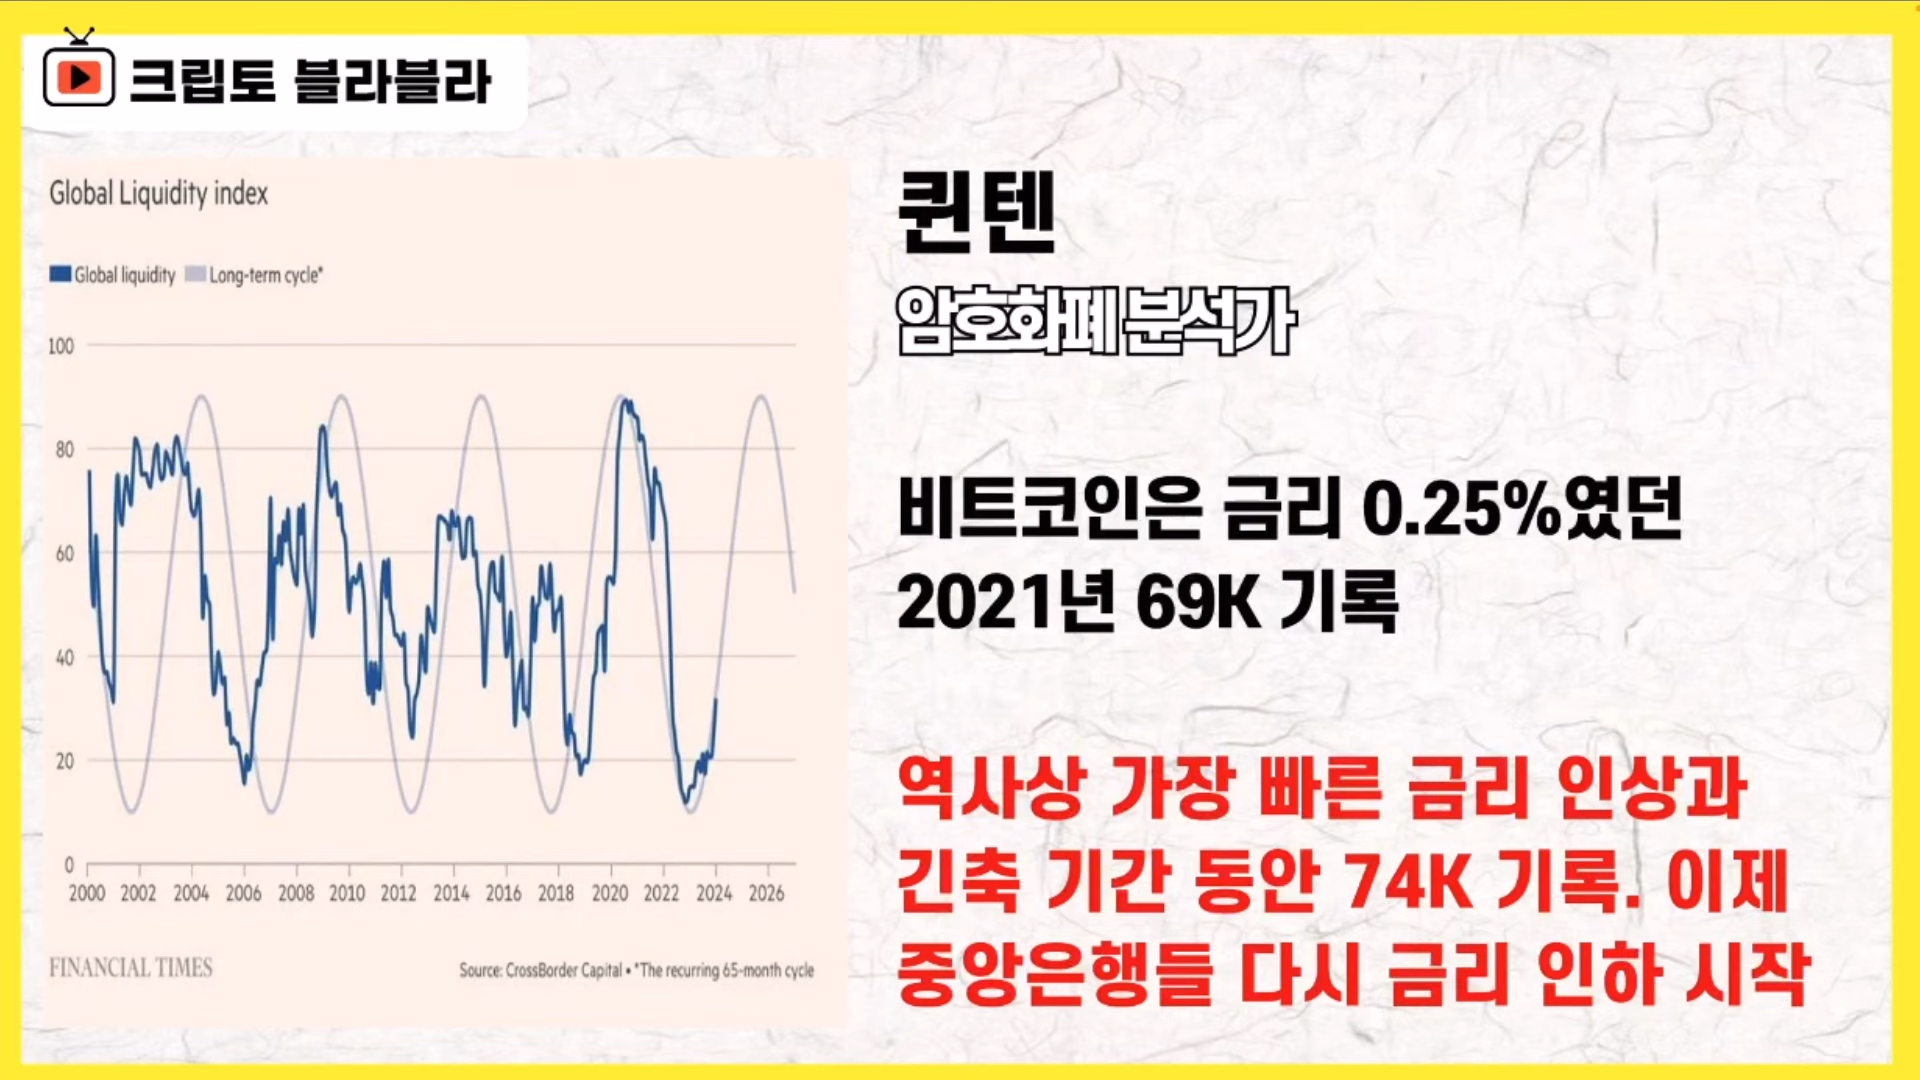 크립토 블라블라
Global Liquidity index
Global liquidity Long-term cycle*
100
80
60
40
20
0
2000 2002 2004 2006 2008 2010 2012 2014 2016 2018 2020 2022 2024 2026
FINANCIAL TIMES
Source: CrossBorder Capital • *The recurring 65-month cycle
퀸텐
암호화폐 분석가
비트코인은 금리 0.25%였던
2021년 69K 기록
역사상 가장 빠른 금리 인상과
긴축 기간 동안 74K 기록. 이제
중앙은행들 다시 금리 인하 시작